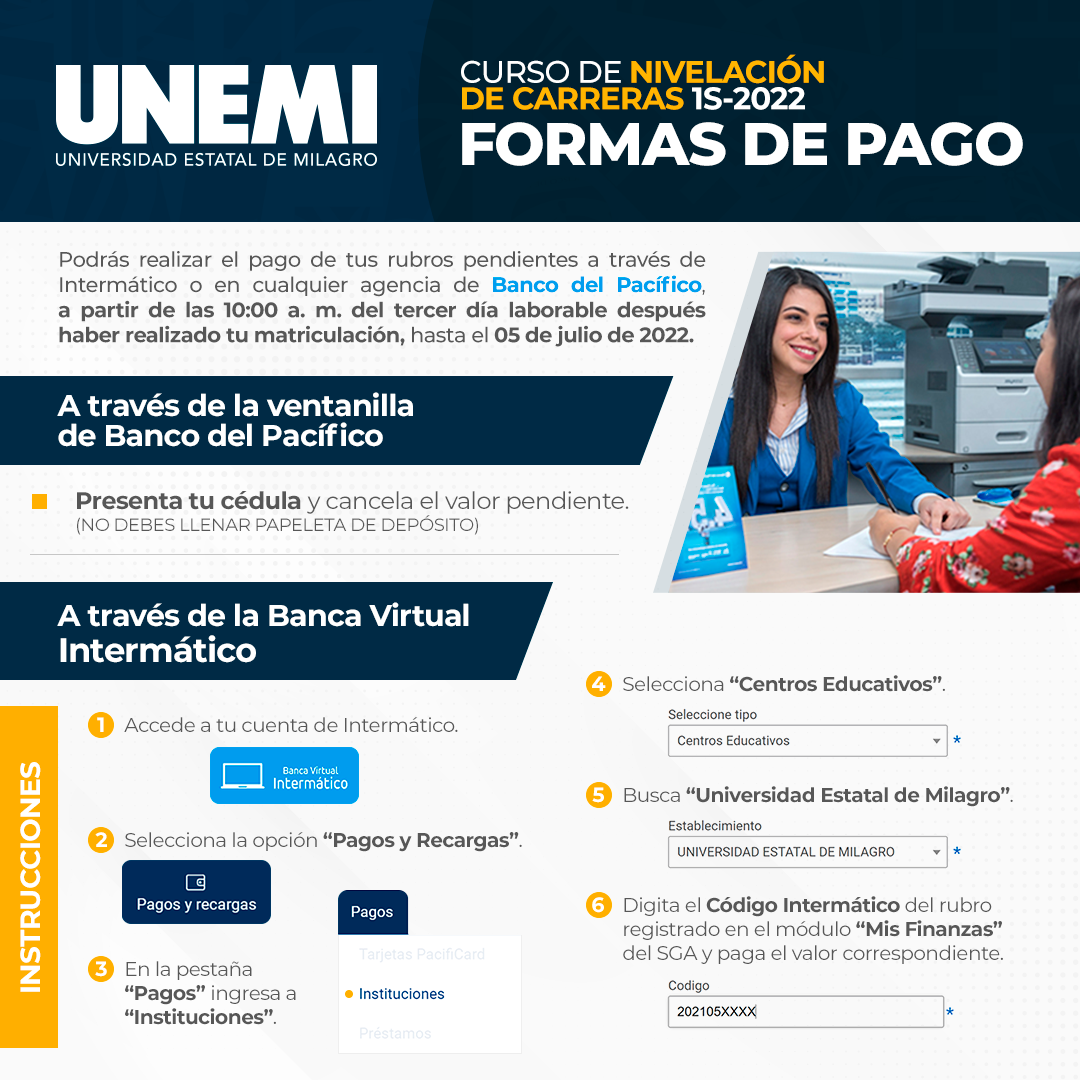 UNEMI
UNIVERSIDAD ESTATAL DE MILAGRO
CURSO DE NIVELACIÓN
DE CARRERAS 1S-2022
FORMAS DE PAGO
Podrás realizar el pago de tus rubros pendientes a través de
Intermático o en cualquier agencia de Banco del Pacífico,
a partir de las 10:00 a. m. del tercer día laborable después
haber realizado tu matriculación, hasta el 05 de julio de 2022.
A través de la ventanilla
de Banco del Pacífico
Presenta tu cédula y cancela el valor pendiente.
(NO DEBES LLENAR PAPELETA DE DEPÓSITO)
A través de la Banca Virtual
Intermático
INSTRUCCIONES
1 Accede a tu cuenta de Intermático.
Banca Virtual
Intermático
2 Selecciona la opción “Pagos y Recargas”.
Pagos y recargas
3 En la pestaña
“Pagos” ingresa a
“Instituciones”.
Pagos
Tarjetas PacifiCard
Instituciones
Préstamos
4 Selecciona “Centros Educativos”.
Seleccione tipo
Centros Educativos *
5 Busca “Universidad Estatal de Milagro”.
Establecimiento
UNIVERSIDAD ESTATAL DE MILAGRO *
6 Digita el Código Intermático del rubro
registrado en el módulo “Mis Finanzas”
del SGA y paga el valor correspondiente.
Codigo
202105XXXX *